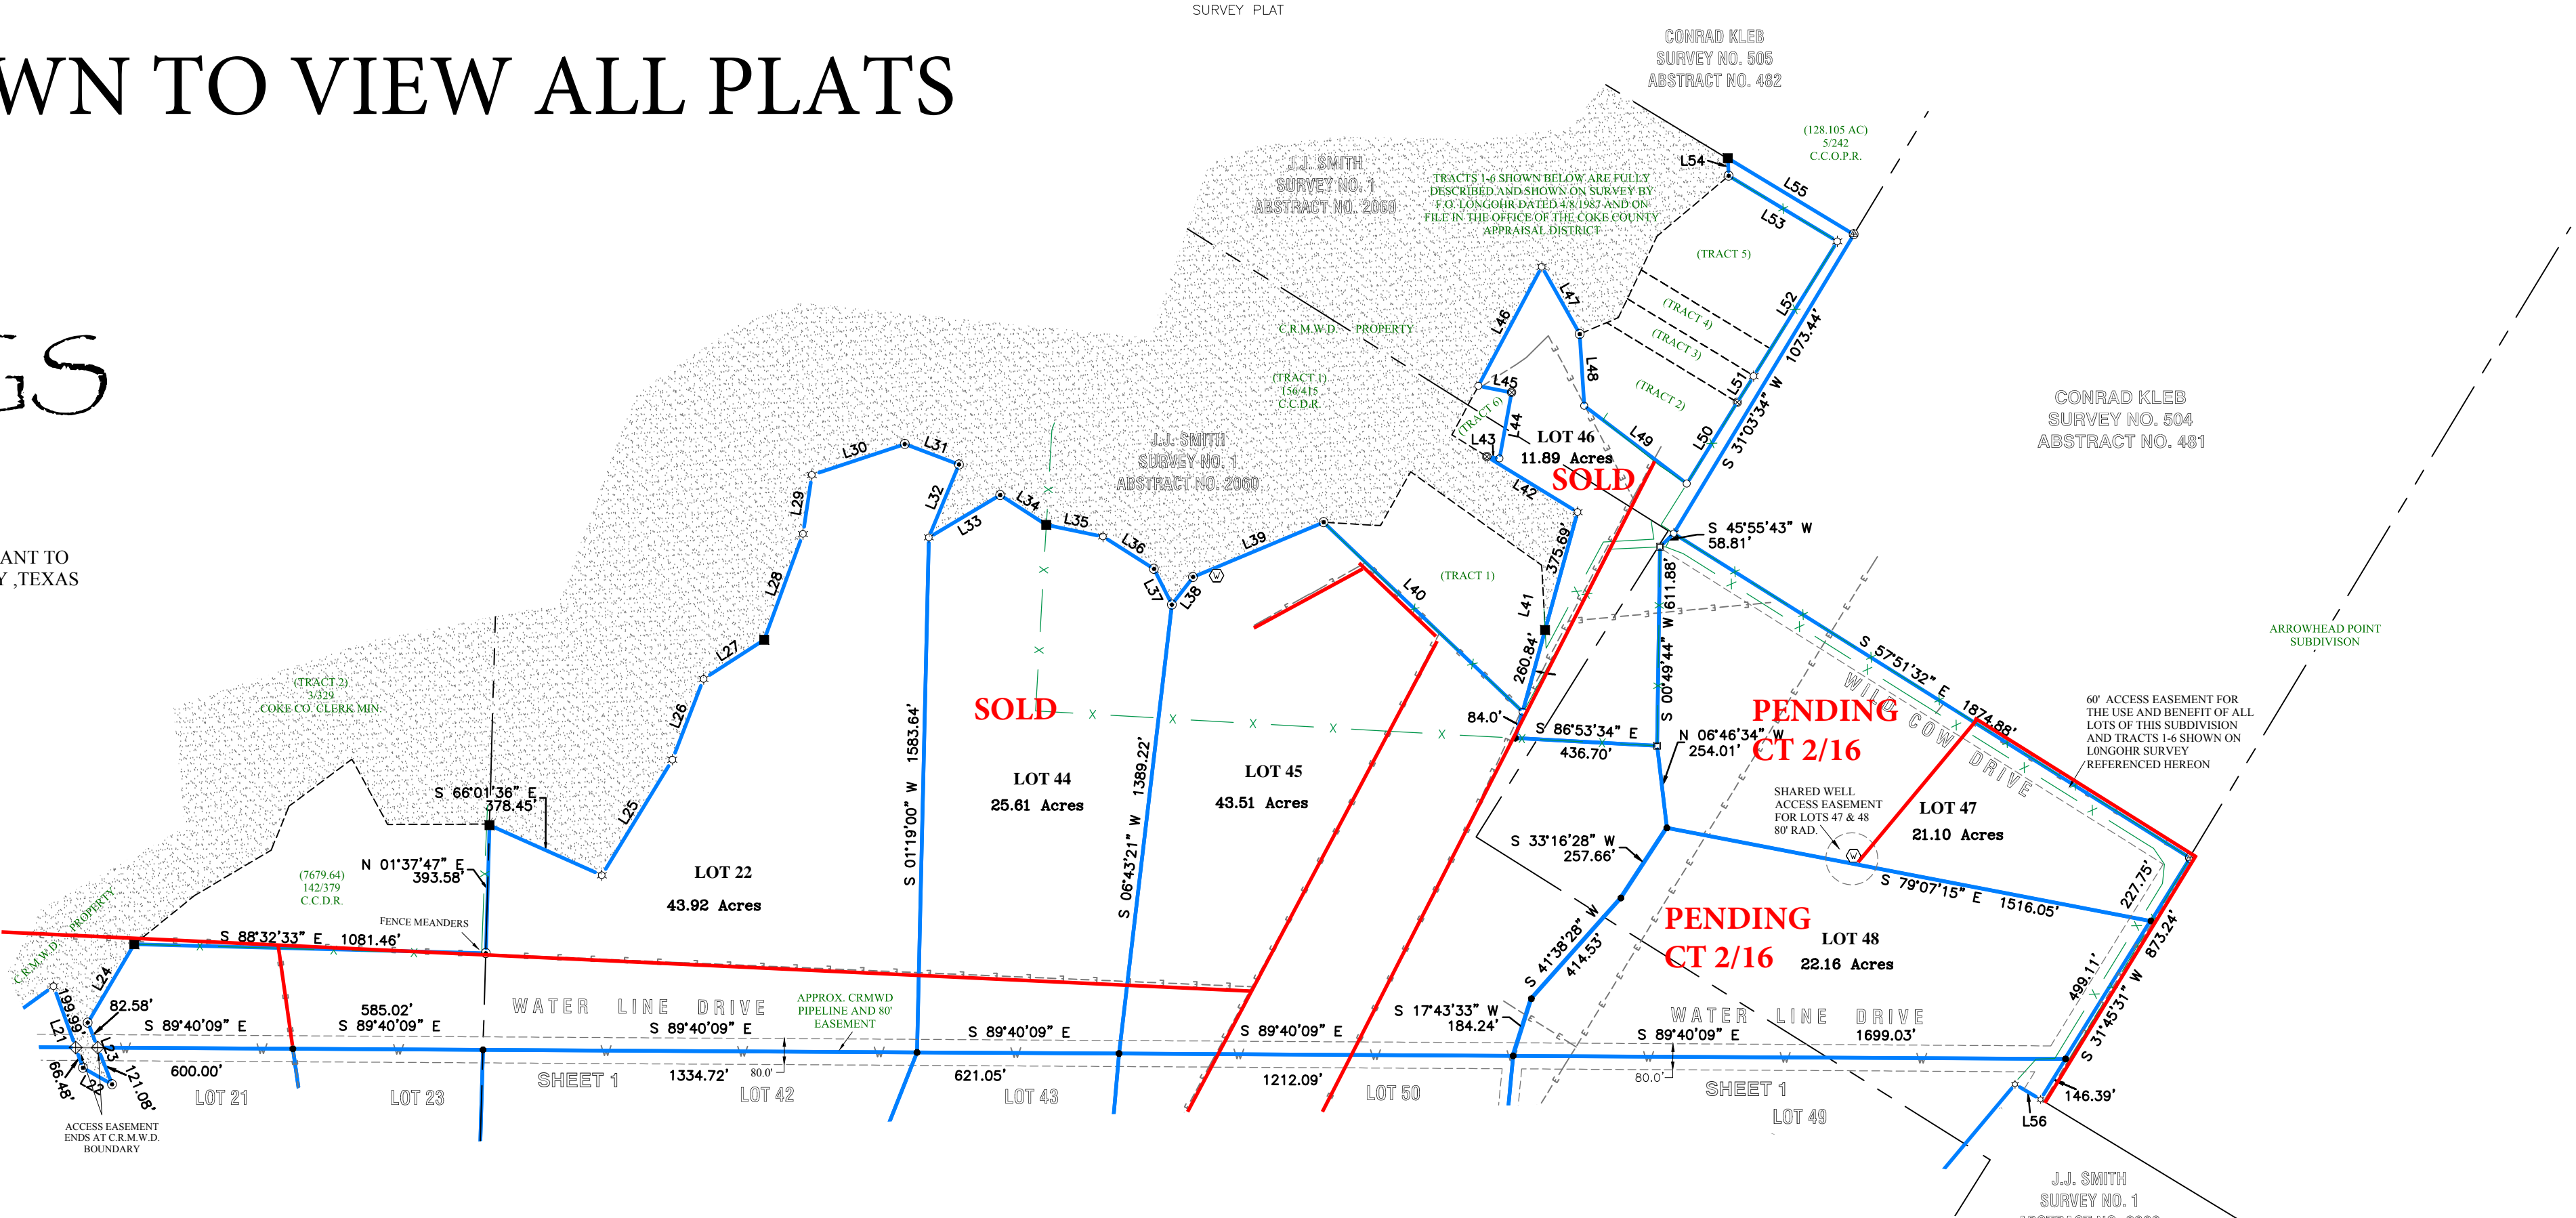 SURVEY PLAT
WN TO VIEW ALL PLATS
GS
ANT TO
Y ,TEXAS
CONRAD KLEB
SURVEY NO. 505
ABSTRACT NO. 482
(128.105 AC)
5/242
C.C.O.P.R.
J.J. SMITH
SURVEY NO. 1
ABSTRACT NO. 2060
TRACTS 1-6 SHOWN BELOW ARE FULLY
DESCRIBED AND SHOWN ON SURVEY BY
F.O. LONGOHR DATED 4/8/1987 AND ON
FILE IN THE OFFICE OF THE COKE COUNTY
APPRAISAL DISTRICT
L54
L55
L53
(TRACT 5)
L52
(TRACT 4)
(TRACT 3)
(TRACT 2)
L51
L50
S 31°03'34" W 1073.44'
L47
L46
L48
L45
L44
(TRACT 6)
L43
L49
L42
LOT 46
11.89 Acres
SOLD
C.R.M.W.D. PROPERTY
(TRACT 1)
156/415
C.C.D.R.
J.J. SMITH
SURVEY NO. 1
ABSTRACT NO. 2060
CONRAD KLEB
SURVEY NO. 504
ABSTRACT NO. 481
S 45°55'43" W
58.81'
375.69'
S 00°49'44" W 611.88'
(TRACT 1)
L41
L40
260.84'
84.0'
S 86°53'34" E
436.70'
N 06°46'34" W
254.01'
S 57°51'32" E 1874.88'
WILD COW DRIVE
ARROWHEAD POINT
SUBDIVISON
60' ACCESS EASEMENT FOR
THE USE AND BENEFIT OF ALL
LOTS OF THIS SUBDIVISION
AND TRACTS 1-6 SHOWN ON
L0NGOHR SURVEY
REFERENCED HEREON
PENDING
CT 2/16
SHARED WELL
ACCESS EASEMENT
FOR LOTS 47 & 48
80' RAD.
W
LOT 47
21.10 Acres
S 79°07'15" E 1516.05'
227.75'
873.24'
S 31°45'31" W
499.11'
146.39'
L56
S 33°16'28" W
257.66'
S 41°38'28" W
414.53'
S 17°43'33" W
184.24'
PENDING
CT 2/16
LOT 48
22.16 Acres
WATER LINE DRIVE
S 89°40'09" E 1699.03'
80.0'
SHEET 1
LOT 49
J.J. SMITH
SURVEY NO. 1
L30
L31
L29
L32
L33
L34
L35
L36
L37
L38
L39
W
L28
L27
L26
L25
S 01°19'00" W 1583.64'
SOLD
LOT 44
25.61 Acres
S 06°43'21" W 1389.22'
LOT 45
43.51 Acres
(TRACT 2)
3/329
COKE CO. CLERK MIN.
S 66°01'36" E
378.45'
N 01°37'47" E
393.58'
(7679.64)
142/379
C.C.D.R.
FENCE MEANDERS
LOT 22
43.92 Acres
C.R.M.W.D. PROPERTY
S 88°32'33" E 1081.46'
L24
199.99'
82.58'
L21
L23
66.48'
L22
121.08'
ACCESS EASEMENT
ENDS AT C.R.M.W.D.
BOUNDARY
S 89°40'09" E
600.00'
LOT 21
585.02'
S 89°40'09" E
LOT 23
WATER LINE DRIVE
APPROX. CRMWD
PIPELINE AND 80'
EASEMENT
S 89°40'09" E
1334.72'
80.0'
SHEET 1
LOT 42
S 89°40'09" E
621.05'
LOT 43
S 89°40'09" E
1212.09'
LOT 50